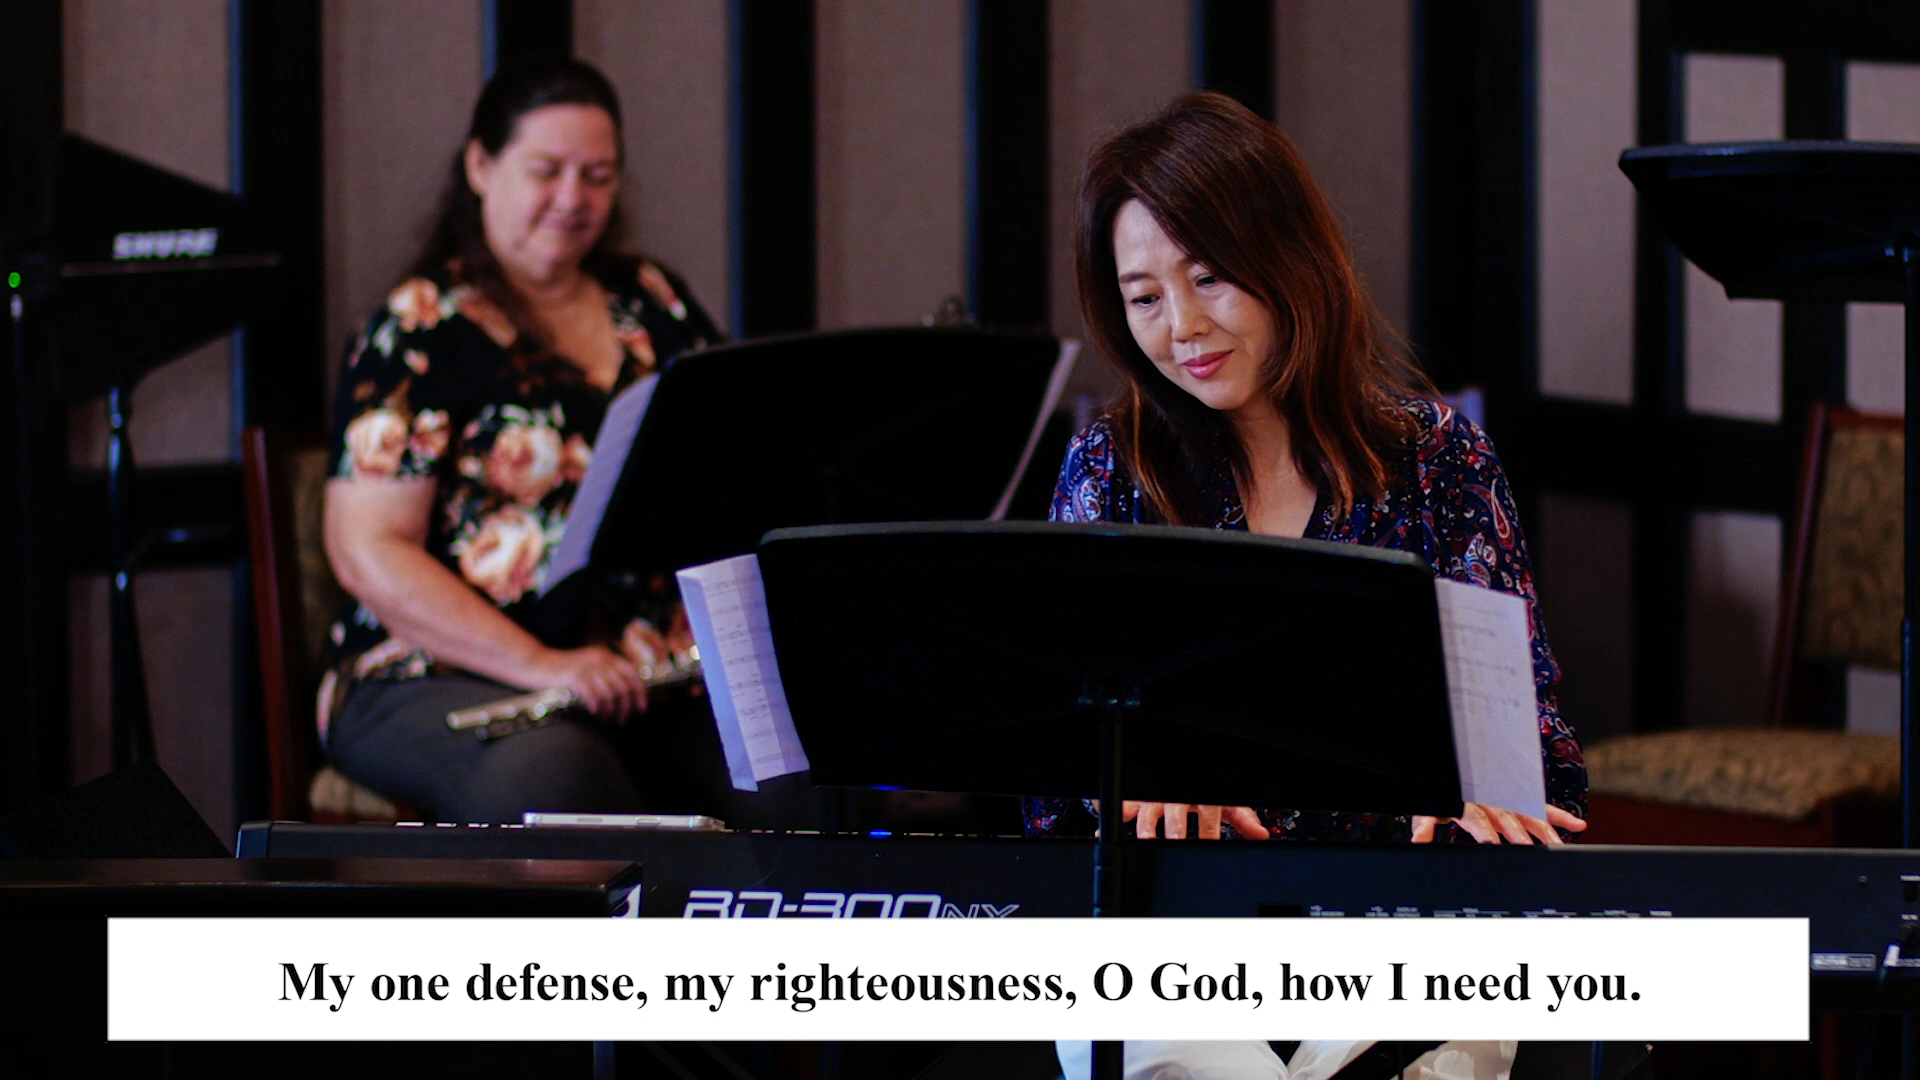 SHURE
RD-300NX
My one defense, my righteousness, O God, how I need you.